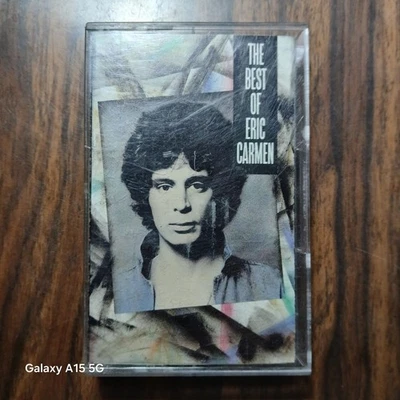 THE
BEST
OF
ERIC
CARMEN
Galaxy A15 5G